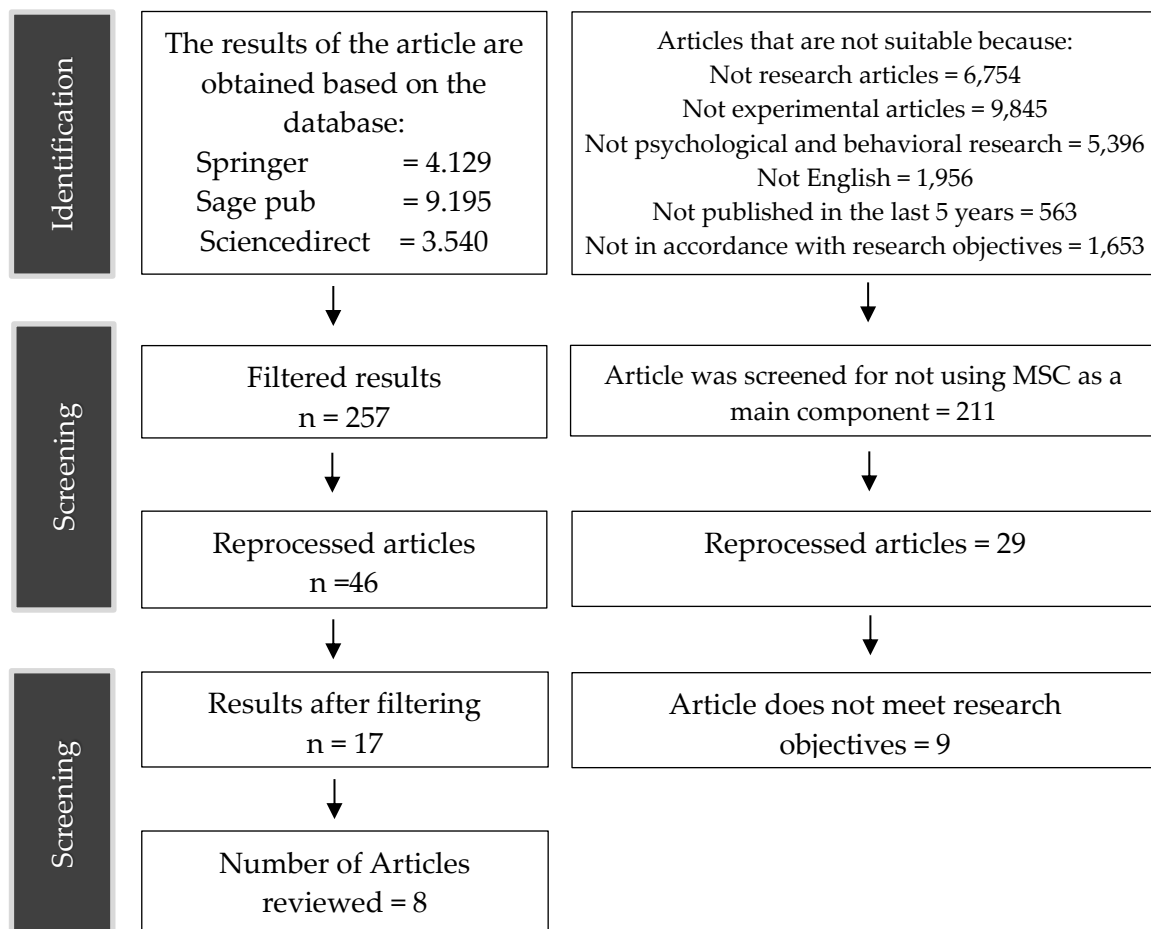 Identification
The results of the article are
obtained based on the
database:
Springer = 4.129
Sage pub = 9.195
Sciencedirect = 3.540
Articles that are not suitable because:
Not research articles = 6,754
Not experimental articles = 9,845
Not psychological and behavioral research = 5,396
Not English = 1,956
Not published in the last 5 years = 563
Not in accordance with research objectives = 1,653
Screening
Filtered results
n = 257
Article was screened for not using MSC as a
main component = 211
Reprocessed articles
n =46
Reprocessed articles = 29
Screening
Results after filtering
n = 17
Article does not meet research
objectives = 9
Number of Articles
reviewed = 8